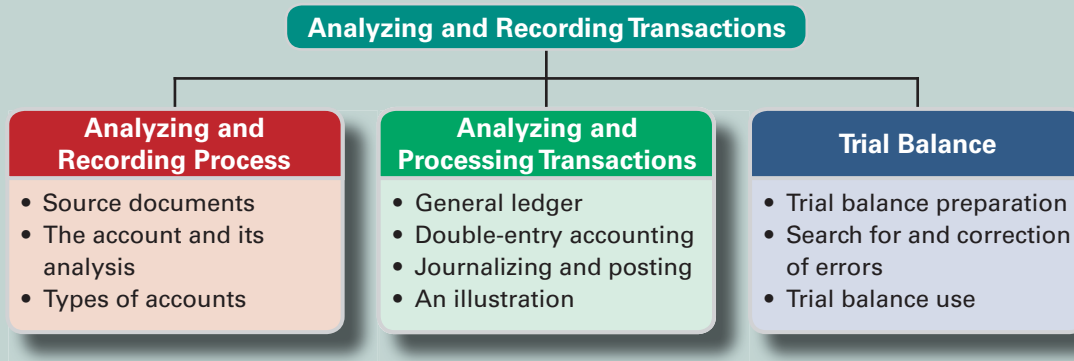 Analyzing and Recording Transactions
Analyzing and
Recording Process
• Source documents
• The account and its
analysis
• Types of accounts
Analyzing and
Processing Transactions
• General ledger
• Double-entry accounting
• Journalizing and posting
• An illustration
Trial Balance
• Trial balance preparation
• Search for and correction
of errors
• Trial balance use